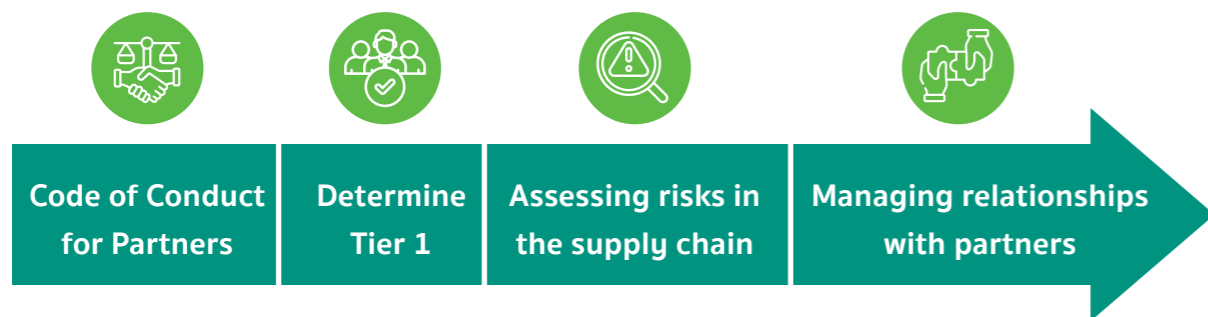 Code of Conduct
for Partners
Determine
Tier 1
Assessing risks in
the supply chain
Managing relationships
with partners